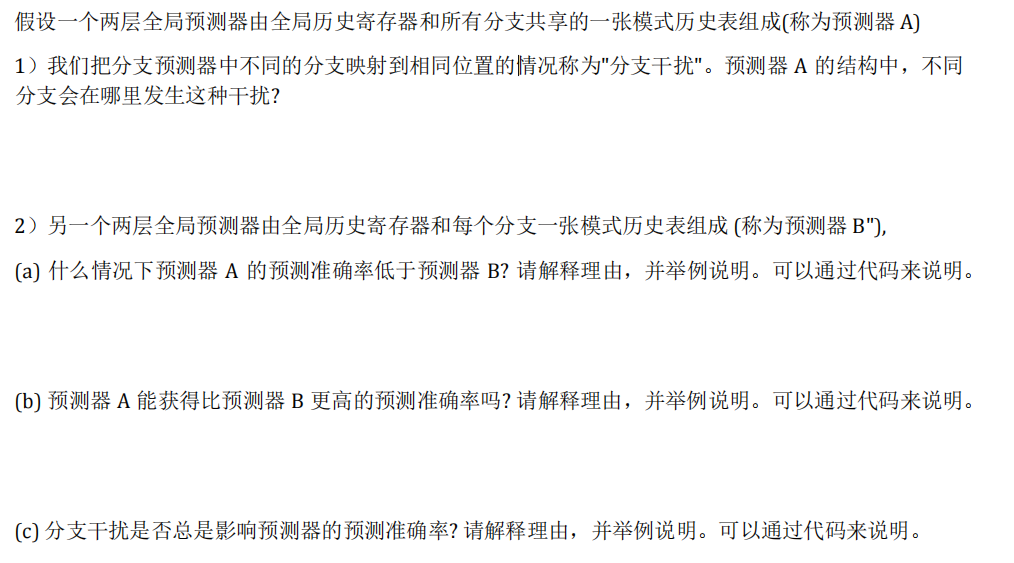 假设一个两层全局预测器由全局历史寄存器和所有分支共享的一张模式历史表组成(称为预测器 A)
1）我们把分支预测器中不同的分支映射到相同位置的情况称为"分支干扰"。预测器 A 的结构中，不同
分支会在哪里发生这种干扰?
2）另一个两层全局预测器由全局历史寄存器和每个分支一张模式历史表组成 (称为预测器 B"),
(a) 什么情况下预测器 A 的预测准确率低于预测器 B? 请解释理由，并举例说明。可以通过代码来说明。
(b) 预测器 A 能获得比预测器 B 更高的预测准确率吗? 请解释理由，并举例说明。可以通过代码来说明。
(c) 分支干扰是否总是影响预测器的预测准确率? 请解释理由，并举例说明。可以通过代码来说明。